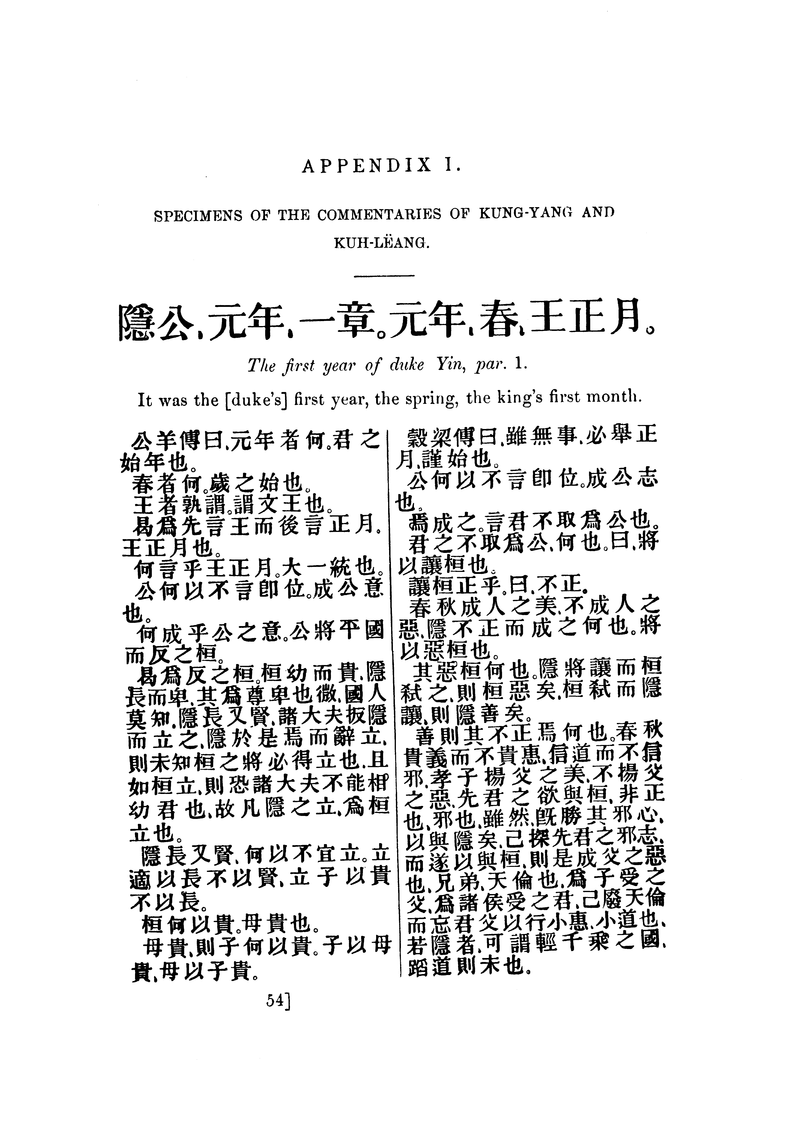 APPENDIX I.
SPECIMENS OF THE COMMENTARIES OF KUNG-YANG AND
KUH-LËANG.
隱公、元年、一章。元年、春、王正月。
The first year of duke Yin, par. 1.
It was the [duke's] first year, the spring, the king's first month.
公羊傳曰、元年者何。君之
始年也。
春者何。歲之始也。
王者孰謂。謂文王也。
曷爲先言王而後言正月。
王正月也。
何言乎王正月。大一統也。
公何以不言卽位。成公意
也。
何成乎公之意。公將平國
而反之桓。
曷爲反之桓。桓幼而貴、隱
長而卑、其爲尊卑也微、國人
莫知、隱長又賢、諸大夫扳隱
而立之、隱於是焉而辭立、
則未知桓之將必得立也、且
如桓立、則恐諸大夫不能相
幼君也、故凡隱之立、爲桓
立也。
隱長又賢、何以不宜立。立
適以長不以賢、立子以貴
不以長。
桓何以貴。母貴也。
母貴、則子何以貴。子以母
貴、母以子貴。
穀梁傳曰、雖無事、必舉正
月、謹始也。
公何以不言卽位。成公志
也。
焉成之。言君不取爲公也。
君之不取爲公、何也。曰、將
以讓桓也。
讓桓正乎。曰、不正。
春秋成人之美、不成人之
惡、隱不正而成之何也。將
以惡桓也。
其惡桓何也。隱將讓而桓
弒之、則桓惡矣、桓弒而隱
讓、則隱善矣。
善則其不正焉何也。春秋
貴義而不貴惠、信道而不信
邪、孝子揚父之美、不揚父
之惡、先君之欲與桓、非正
也、邪也、雖然、旣勝其邪心、
以與隱矣、己探先君之邪志、
而遂以與桓、則是成父之惡
也、兄弟、天倫也、爲子受之
父、爲諸侯受之君、己廢天倫
而忘君父以行小惠、小道也、
若隱者、可謂輕千乘之國、
蹈道則未也。
54]